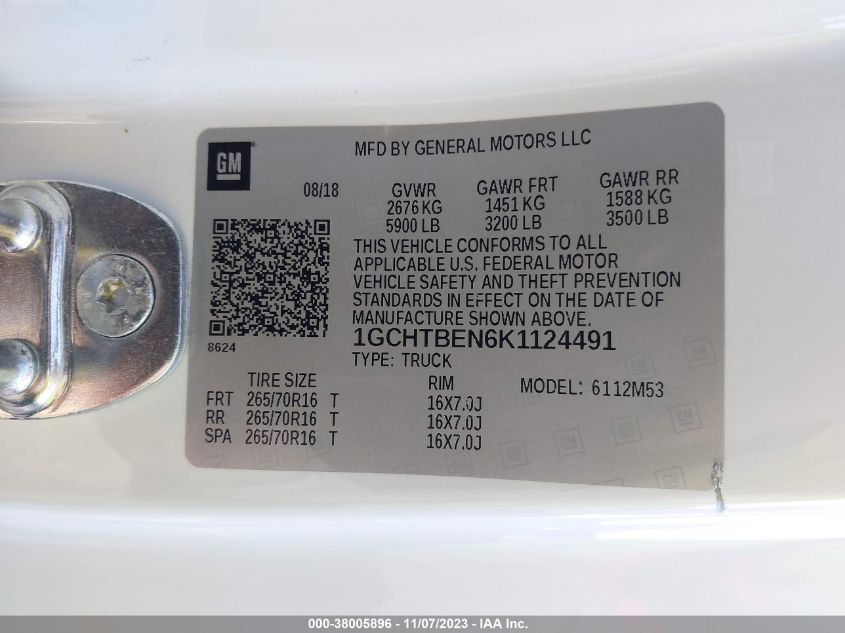 GM
MFD BY GENERAL MOTORS LLC
08/18 GVWR GAWR FRT GAWR RR
2676 KG 1451 KG 1588 KG
5900 LB 3200 LB 3500 LB
THIS VEHICLE CONFORMS TO ALL
APPLICABLE U.S. FEDERAL MOTOR
VEHICLE SAFETY AND THEFT PREVENTION
STANDARDS IN EFFECT ON THE DATE OF
MANUFACTURE SHOWN ABOVE.
8624
1GCHTBEN6K1124491
TYPE: TRUCK
TIRE SIZE RIM MODEL: 6112M53
FRT 265/70R16 T 16X7.0J
RR 265/70R16 T 16X7.0J
SPA 265/70R16 T 16X7.0J
000-38005896 - 11/07/2023 - IAA Inc.